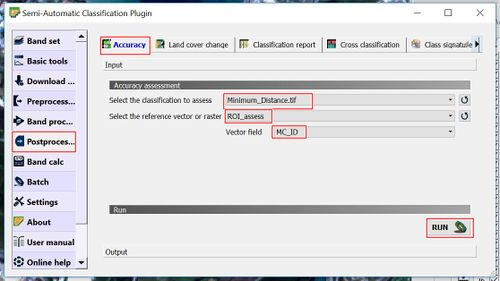 Semi-Automatic Classification Plugin
Band set
Basic tools
Download ...
Preprocess...
Band proc...
Postproces...
Band calc
Batch
Settings
About
User manual
Online help
Accuracy
Land cover change
Classification report
Cross classification
Class signature
Input
Accuracy assessment
Select the classification to assess
Minimum_Distance.tif
Select the reference vector or raster
ROI_assess
Vector field
MC_ID
Run
RUN
Output